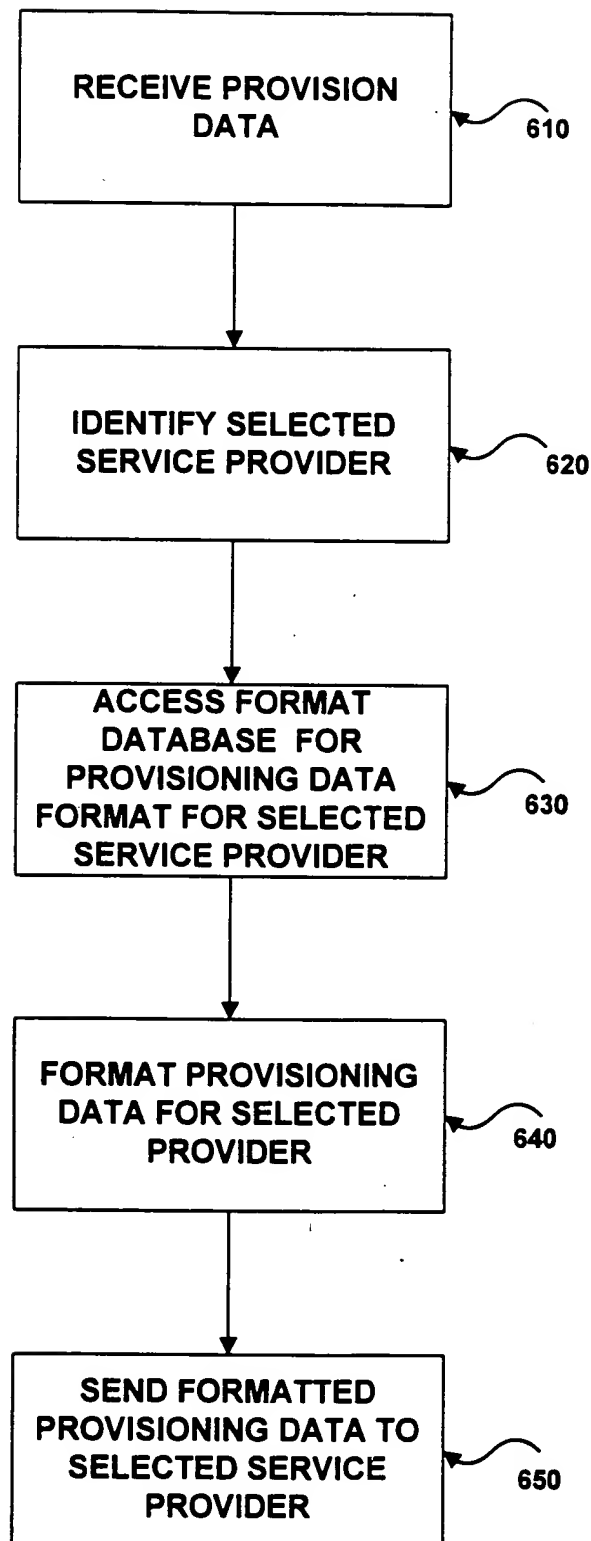 RECEIVE PROVISION
DATA
610
IDENTIFY SELECTED
SERVICE PROVIDER
620
ACCESS FORMAT
DATABASE FOR
PROVISIONING DATA
FORMAT FOR SELECTED
SERVICE PROVIDER
630
FORMAT PROVISIONING
DATA FOR SELECTED
PROVIDER
640
SEND FORMATTED
PROVISIONING DATA TO
SELECTED SERVICE
PROVIDER
650